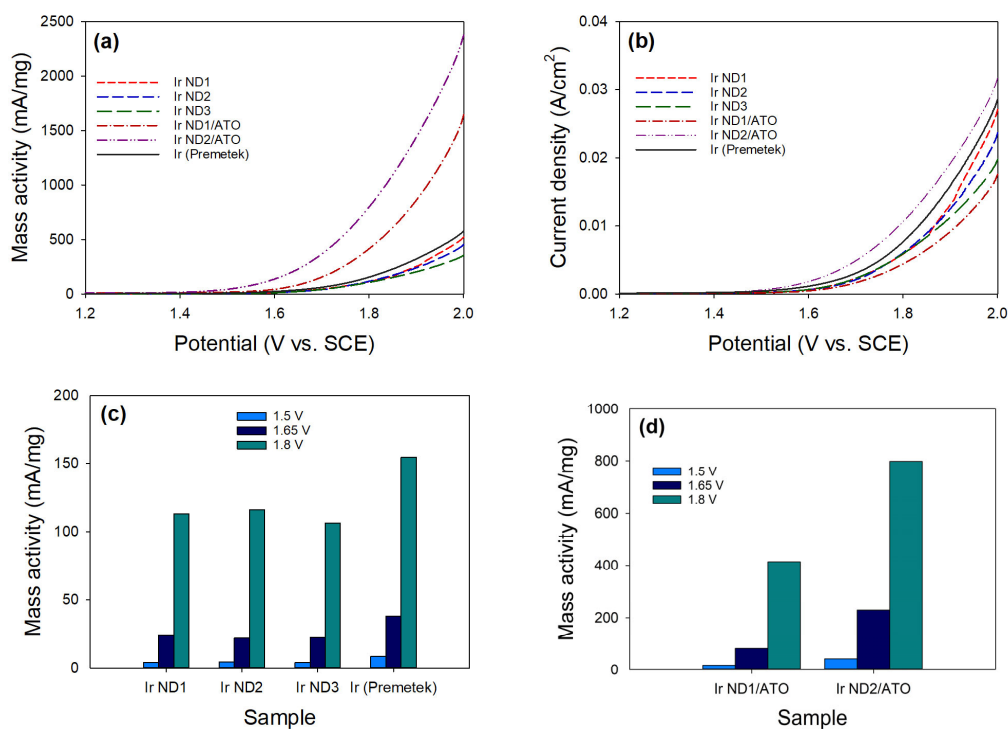 (a)
Mass activity (mA/mg)
2500
2000
1500
1000
500
0
Ir ND1
Ir ND2
Ir ND3
Ir ND1/ATO
Ir ND2/ATO
Ir (Premetek)
1.2 1.4 1.6 1.8 2.0
Potential (V vs. SCE)
(b)
Current density (A/cm²)
0.04
0.03
0.02
0.01
0.00
Ir ND1
Ir ND2
Ir ND3
Ir ND1/ATO
Ir ND2/ATO
Ir (Premetek)
1.2 1.4 1.6 1.8 2.0
Potential (V vs. SCE)
(c)
Mass activity (mA/mg)
200
150
100
50
0
1.5 V
1.65 V
1.8 V
Ir ND1 Ir ND2 Ir ND3 Ir (Premetek)
Sample
(d)
Mass activity (mA/mg)
1000
800
600
400
200
0
1.5 V
1.65 V
1.8 V
Ir ND1/ATO Ir ND2/ATO
Sample